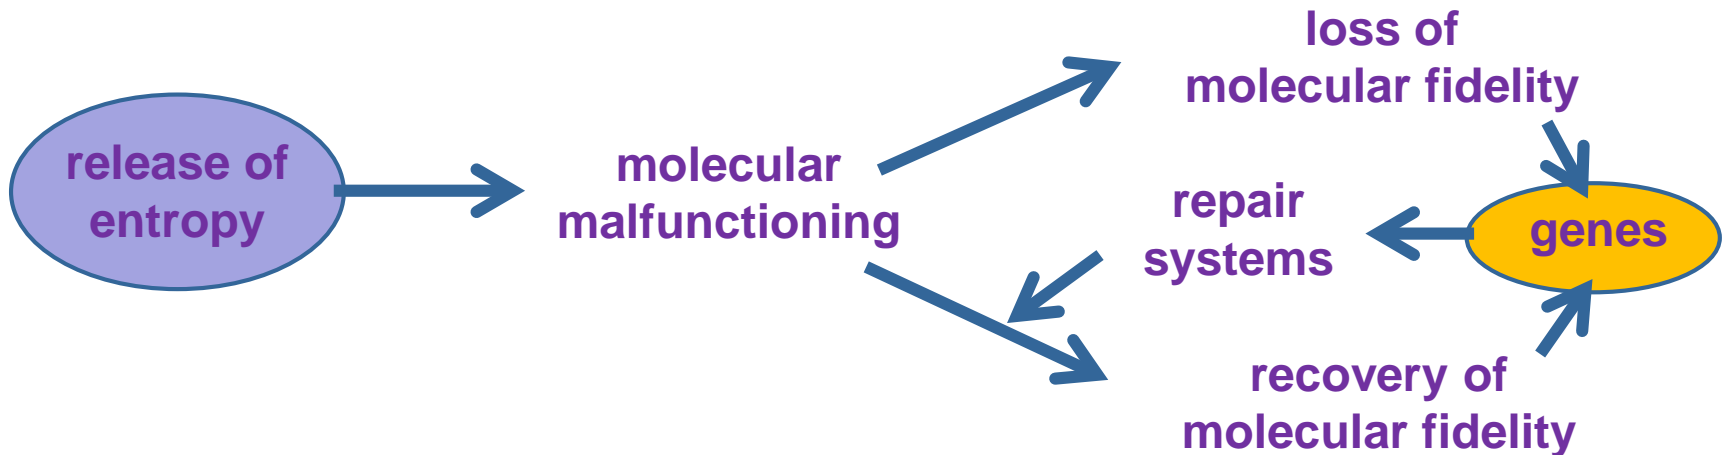 release of
entropy
molecular
malfunctioning
loss of
molecular fidelity
repair
systems
genes
recovery of
molecular fidelity